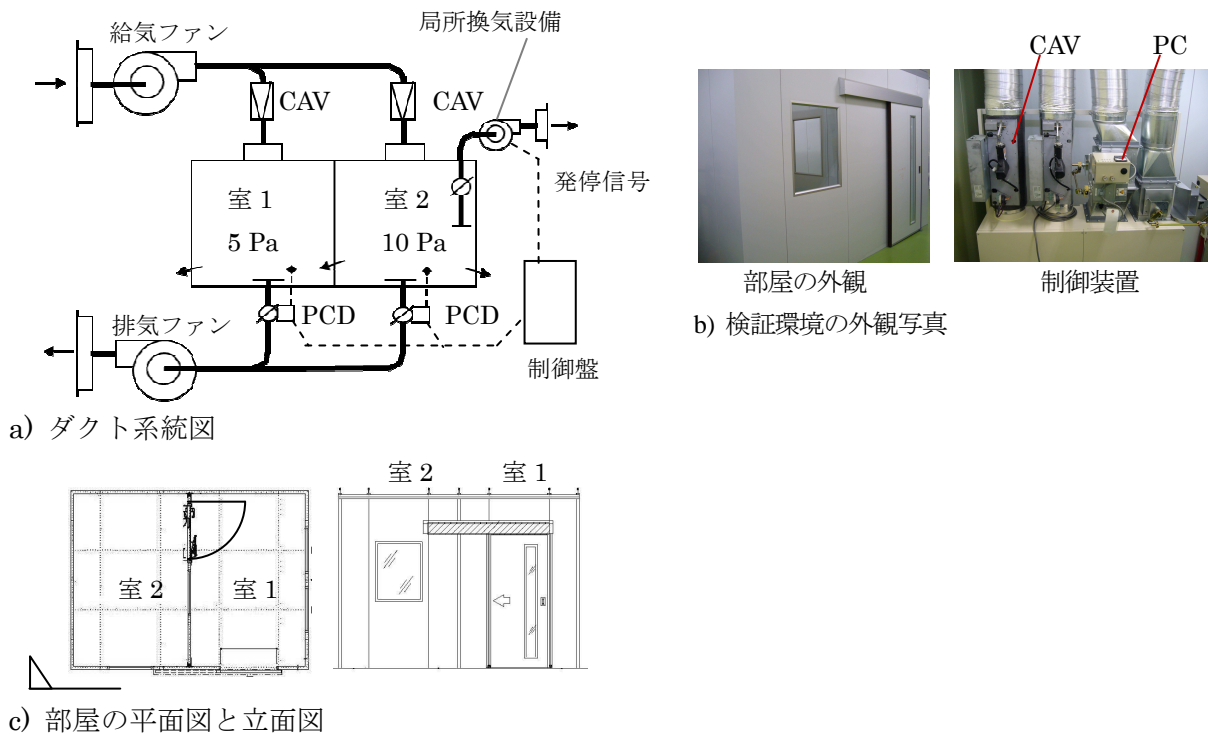 給気ファン
局所換気設備
CAV
CAV
発停信号
室 1
5 Pa
室 2
10 Pa
PCD
PCD
排気ファン
制御盤
a) ダクト系統図
CAV
PC
部屋の外観
制御装置
b) 検証環境の外観写真
室 2
室 1
室 2
室 1
c) 部屋の平面図と立面図